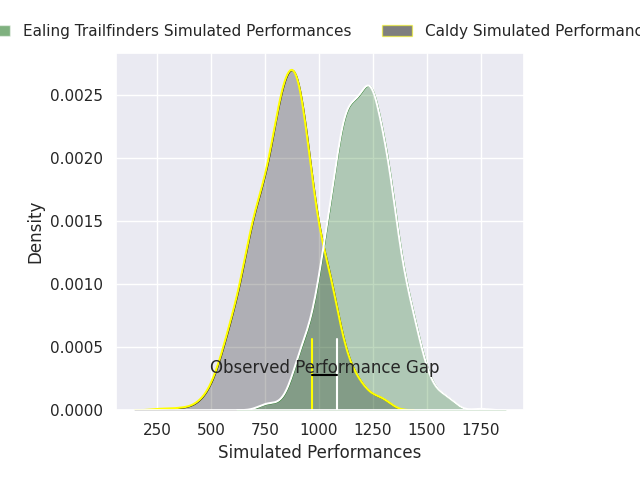 Ealing Trailfinders Simulated Performances
Caldy Simulated Performanc
0.0025
0.0020
0.0015
0.0010
0.0005
0.0000
Density
Observed Performance Gap
250 500 750 1000 1250 1500 1750
Simulated Performances